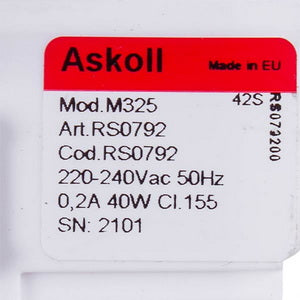 Askoll
Made in EU
Mod.M325
42S
Art.RS0792
Cod.RS0792
220-240Vac 50Hz
0,2A 40W Cl.155
SN: 2101
RS079200